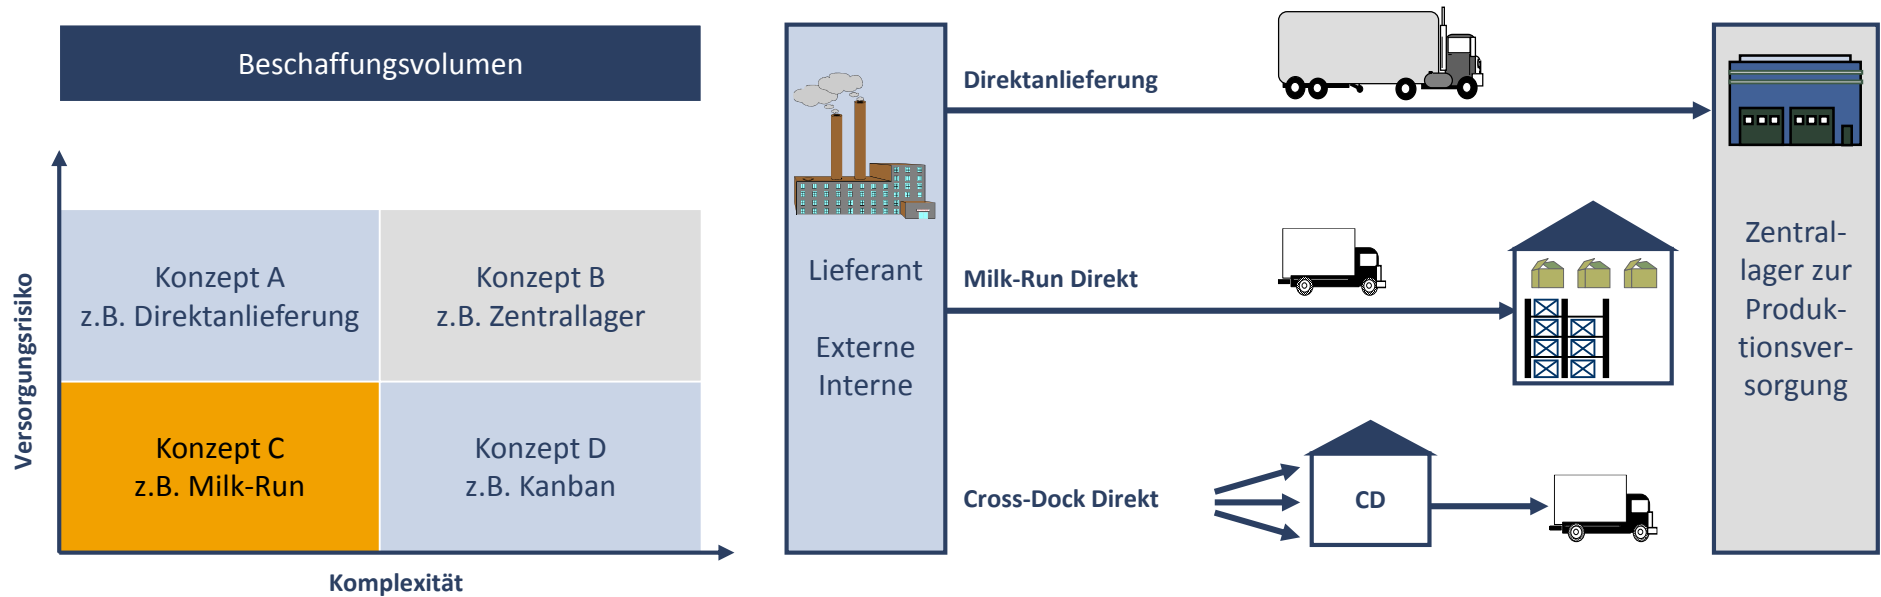 Beschaffungsvolumen
Versorgungsrisiko
Konzept A
z.B. Direktanlieferung
Konzept B
z.B. Zentrallager
Konzept C
z.B. Milk-Run
Konzept D
z.B. Kanban
Komplexität
Lieferant
Externe
Interne
Direktanlieferung
Milk-Run Direkt
Cross-Dock Direkt
CD
Zentral-
lager zur
Produk-
tionsver-
sorgung